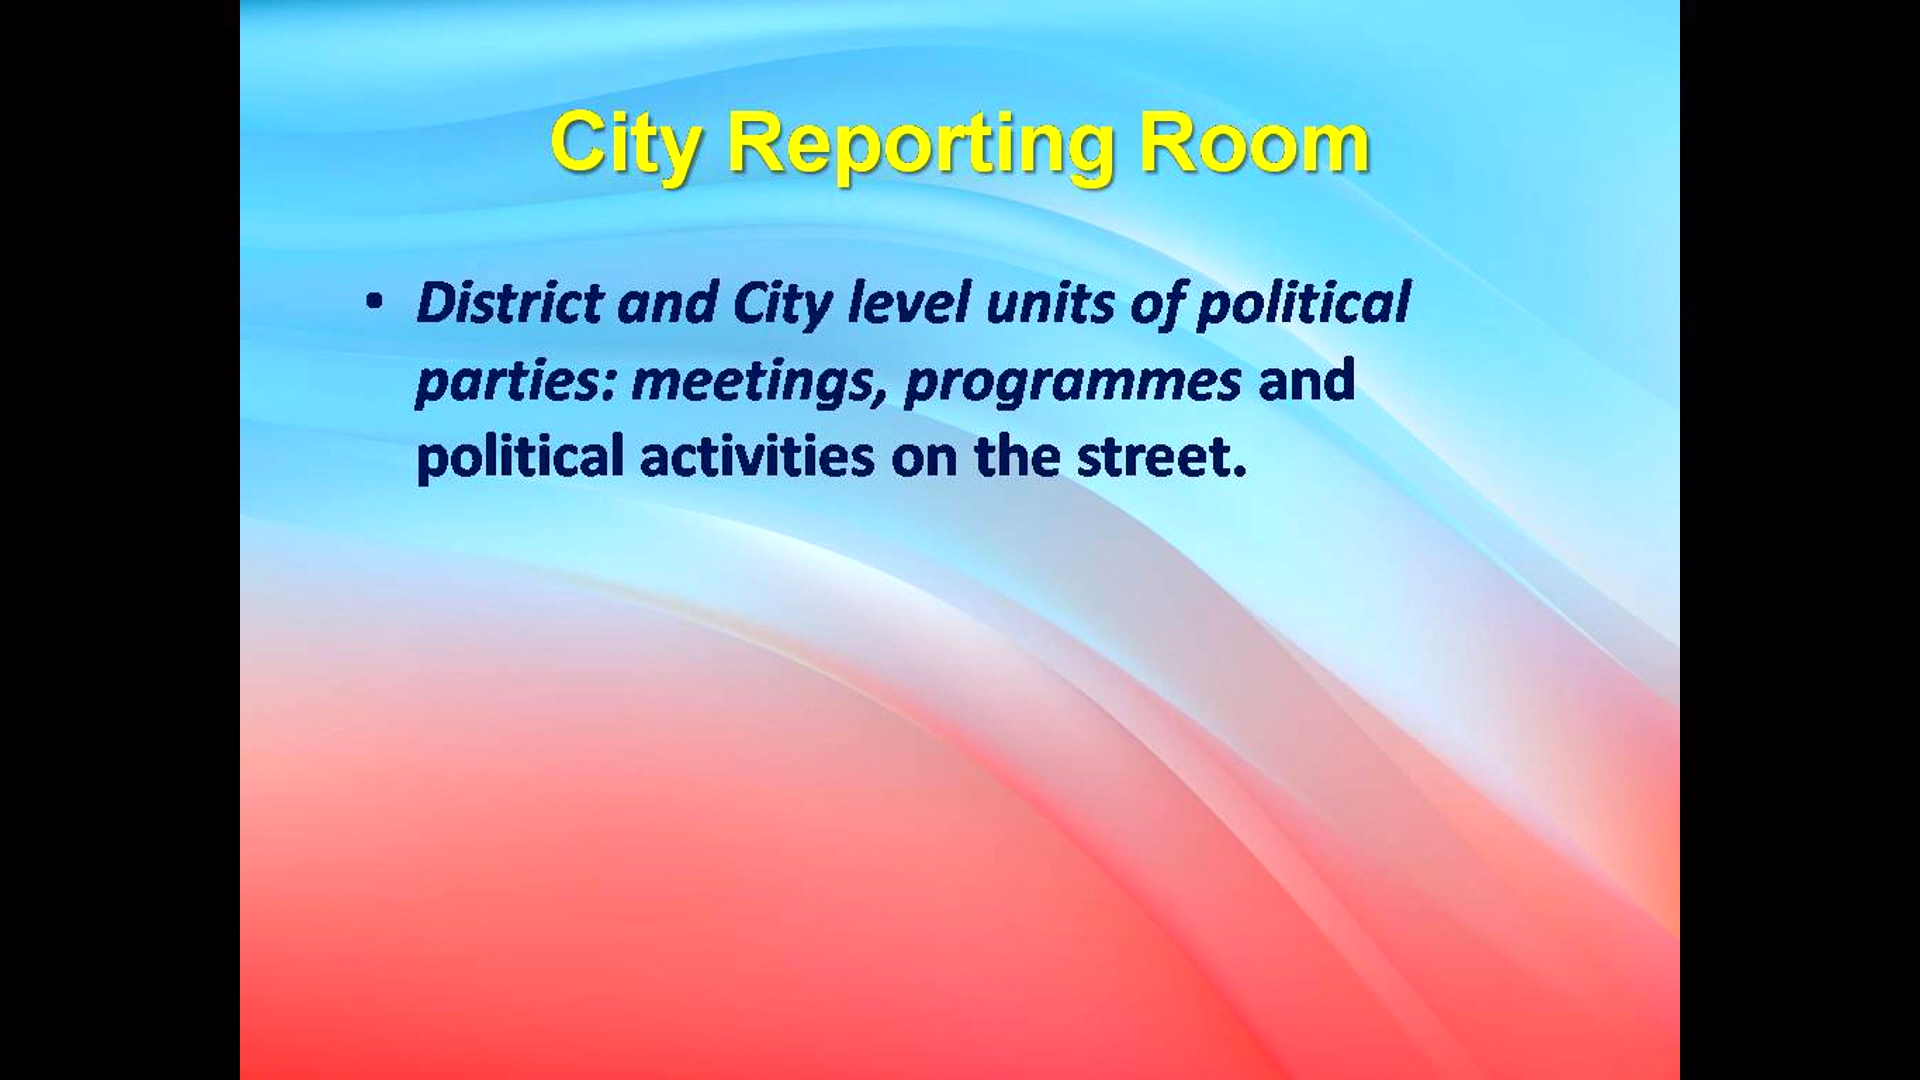 City Reporting Room
• District and City level units of political
parties: meetings, programmes and
political activities on the street.